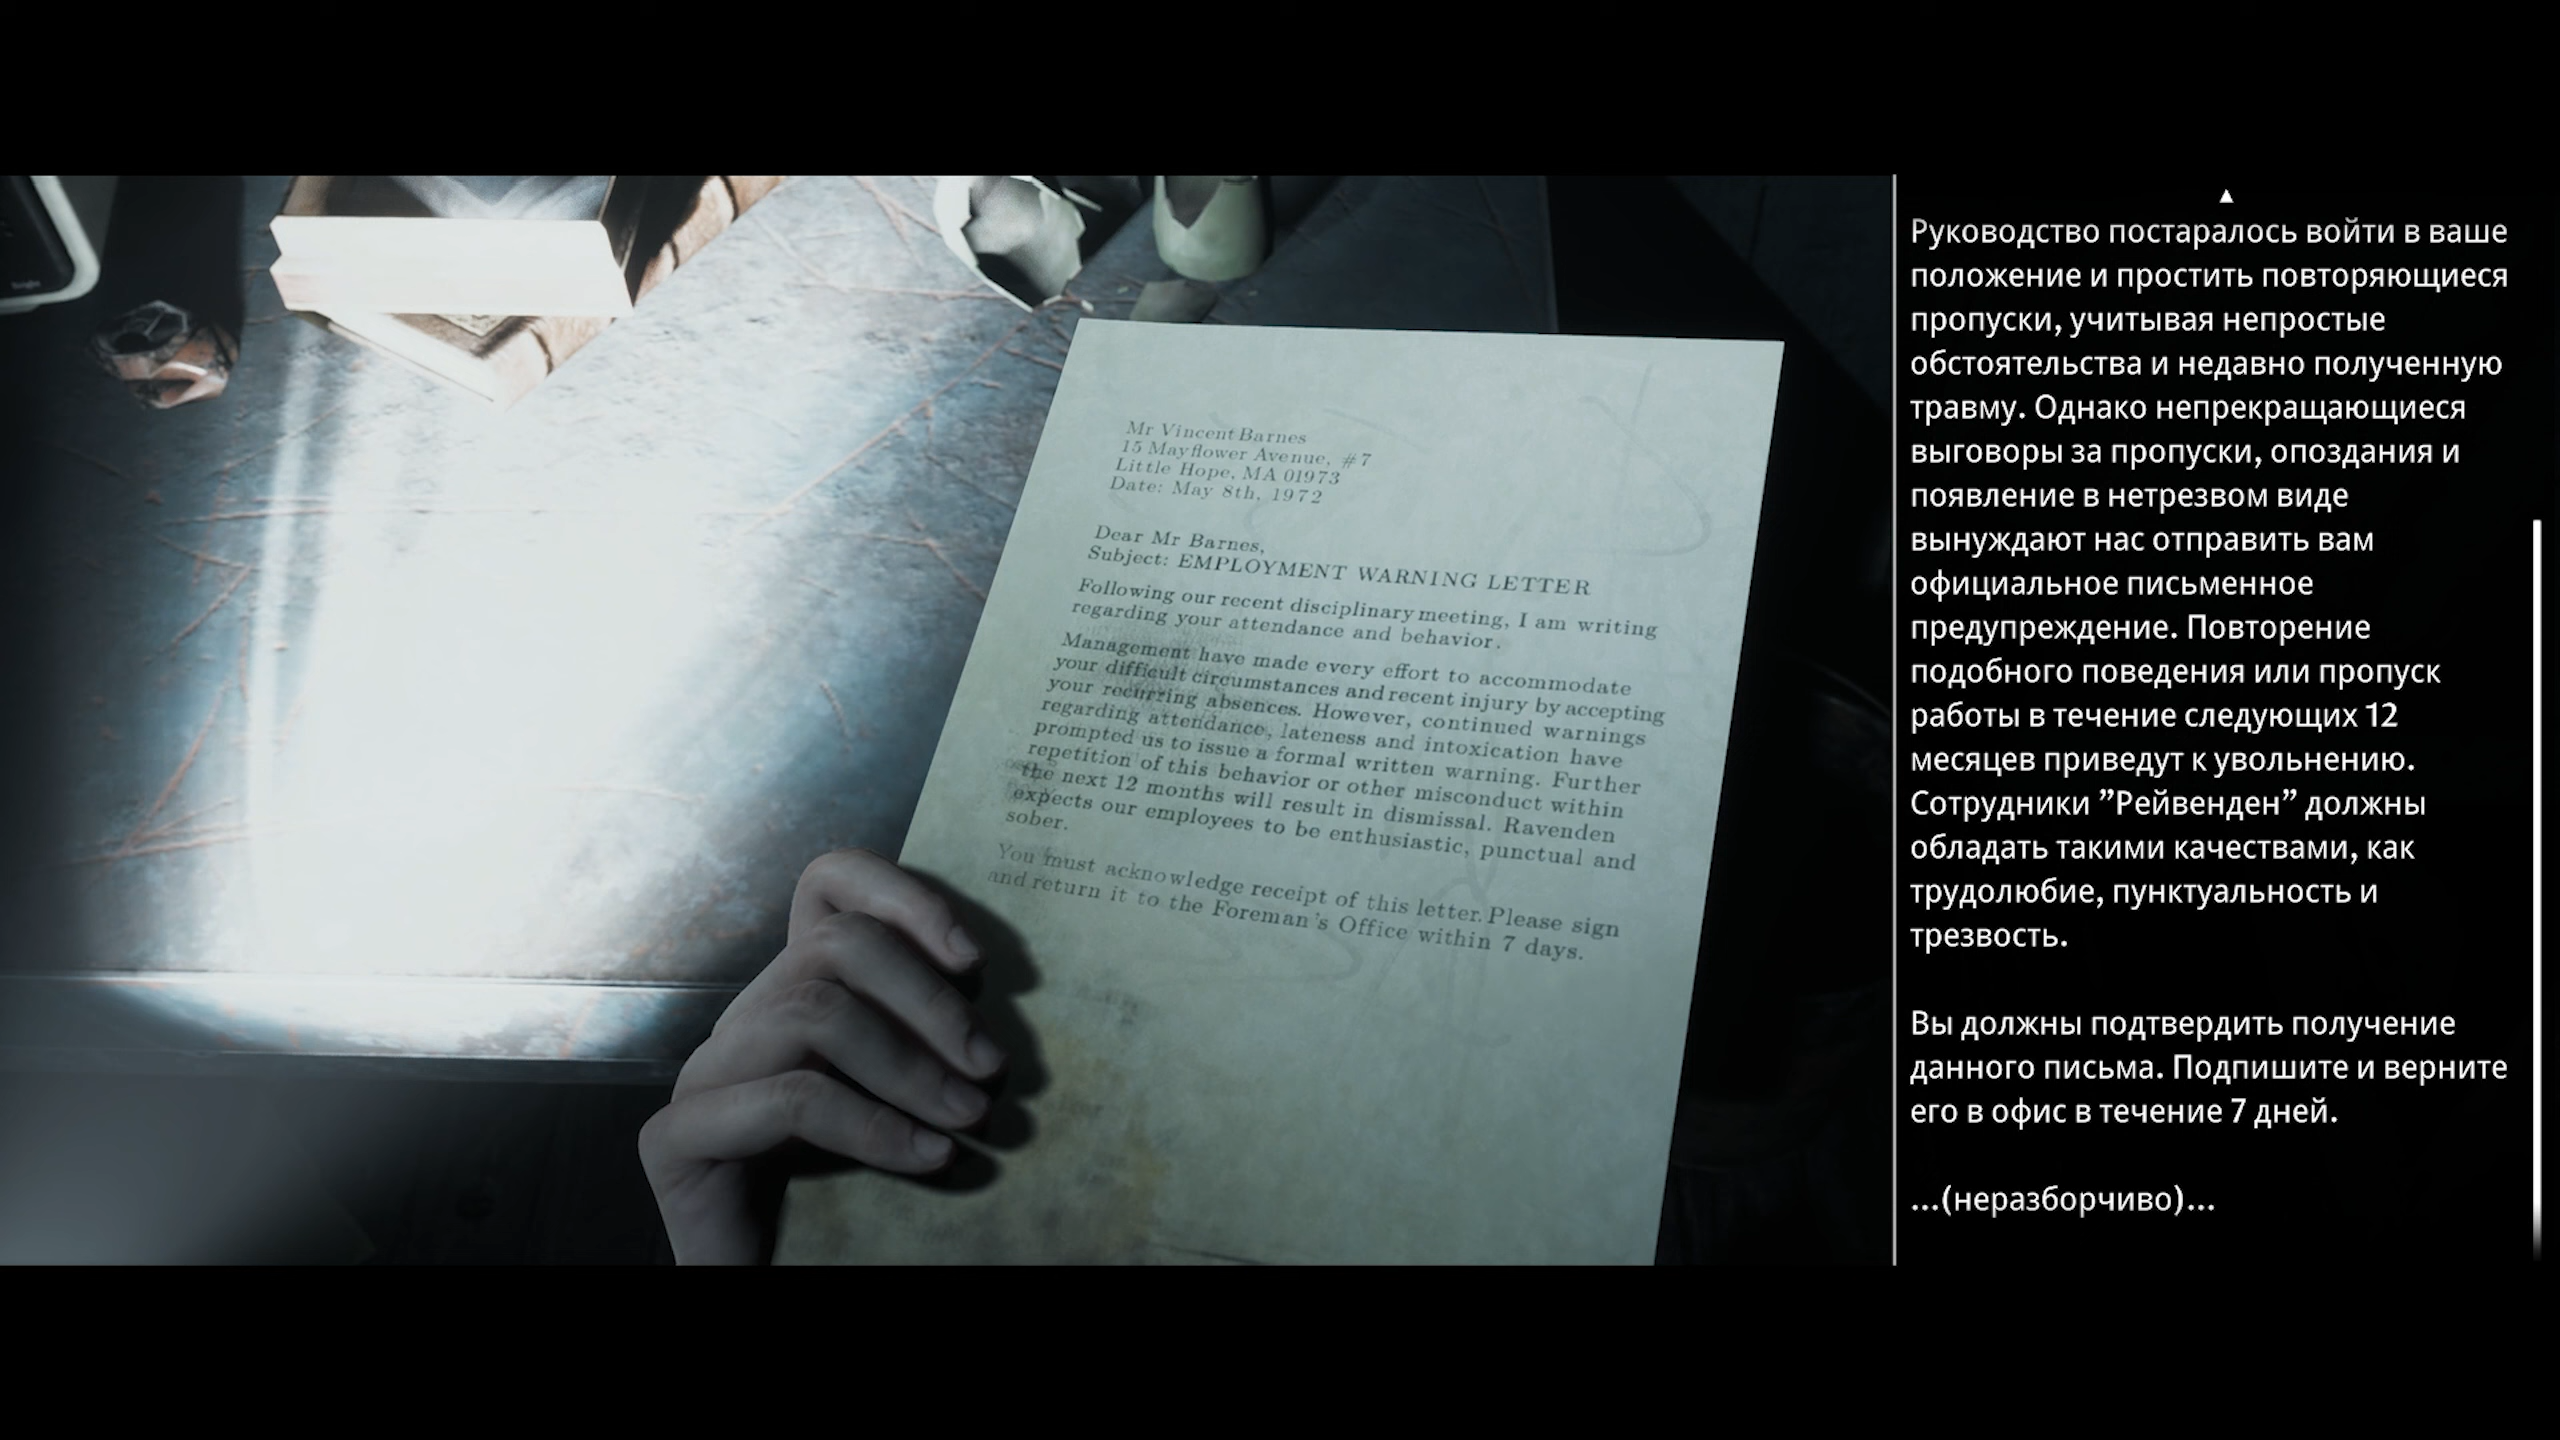 Mr Vincent Barnes
15 Mayflower Avenue, #7
Little Hope, MA 01973
Date: May 8th, 1972
Dear Mr Barnes,
Subject: EMPLOYMENT WARNING LETTER
Following our recent disciplinary meeting, I am writing
regarding your attendance and behavior.
Management have made every effort to accommodate
your difficult circumstances and recent injury by accepting
your recurring absences. However, continued warnings
regarding attendance, lateness and intoxication have
prompted us to issue a formal written warning. Further
repetition of this behavior or other misconduct within
the next 12 months will result in dismissal. Ravenden
expects our employees to be enthusiastic, punctual and
sober.
You must acknowledge receipt of this letter. Please sign
and return it to the Foreman's Office within 7 days.
Руководство постаралось войти в ваше
положение и простить повторяющиеся
пропуски, учитывая непростые
обстоятельства и недавно полученную
травму. Однако непрекращающиеся
выговоры за пропуски, опоздания и
появление в нетрезвом виде
вынуждают нас отправить вам
официальное письменное
предупреждение. Повторение
подобного поведения или пропуск
работы в течение следующих 12
месяцев приведут к увольнению.
Сотрудники ”Рейвенден” должны
обладать такими качествами, как
трудолюбие, пунктуальность и
трезвость.
Вы должны подтвердить получение
данного письма. Подпишите и верните
его в офис в течение 7 дней.
...(неразборчиво)...